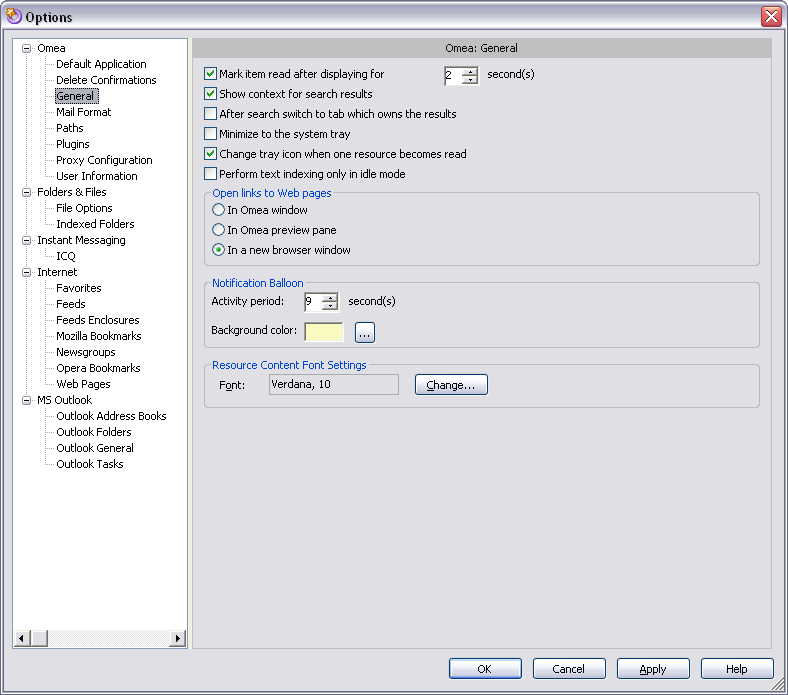 Options
Omea
Default Application
Delete Confirmations
General
Mail Format
Paths
Plugins
Proxy Configuration
User Information
Folders & Files
File Options
Indexed Folders
Instant Messaging
ICQ
Internet
Favorites
Feeds
Feeds Enclosures
Mozilla Bookmarks
Newsgroups
Opera Bookmarks
Web Pages
MS Outlook
Outlook Address Books
Outlook Folders
Outlook General
Outlook Tasks
Omea: General
Mark item read after displaying for 2 second(s)
Show context for search results
After search switch to tab which owns the results
Minimize to the system tray
Change tray icon when one resource becomes read
Perform text indexing only in idle mode
Open links to Web pages
In Omea window
In Omea preview pane
In a new browser window
Notification Balloon
Activity period: 9 second(s)
Background color: ...
Resource Content Font Settings
Font: Verdana, 10 Change...
OK Cancel Apply Help